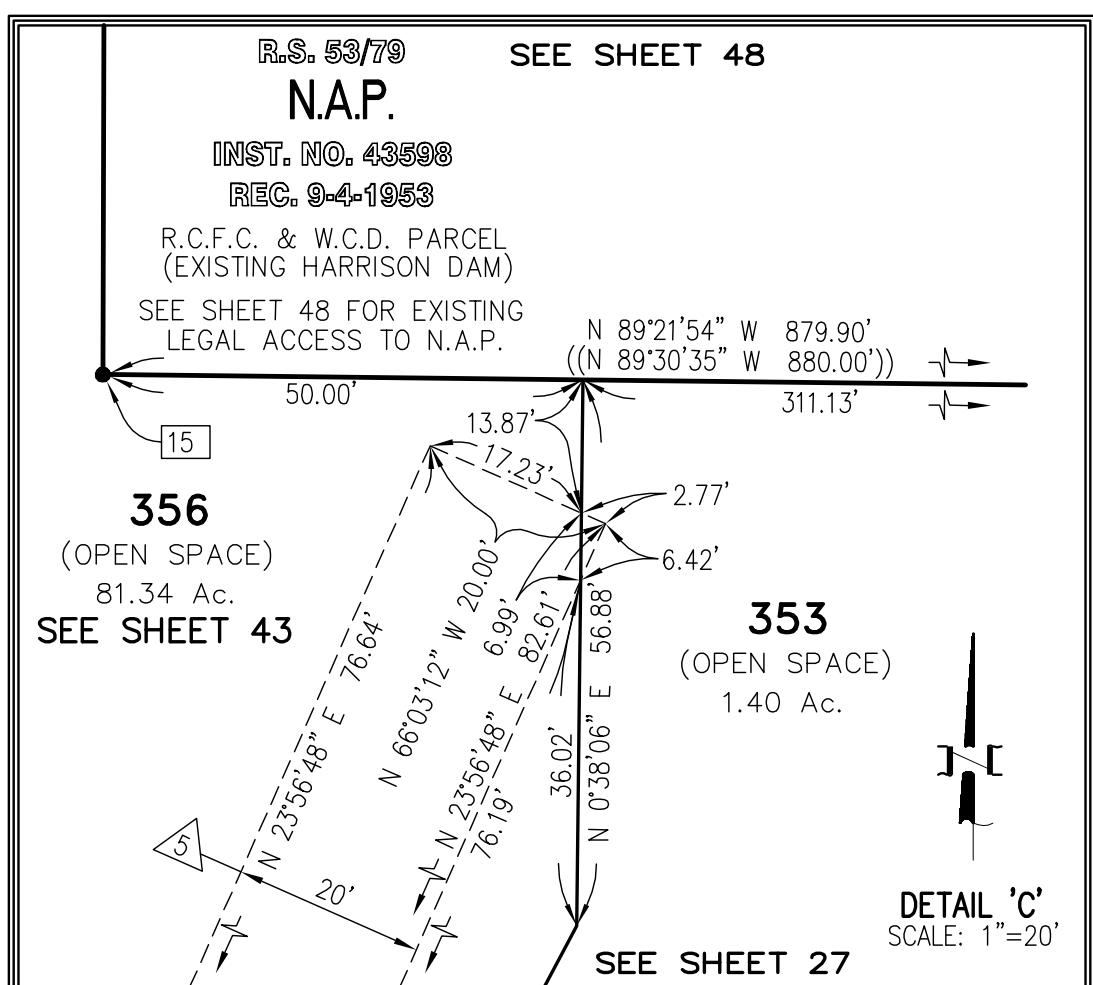 R.S. 53/79
SEE SHEET 48
N.A.P.
INST. NO. 43598
REC. 9-4-1953
R.C.F.C. & W.C.D. PARCEL
(EXISTING HARRISON DAM)
SEE SHEET 48 FOR EXISTING
LEGAL ACCESS TO N.A.P.
N 89°21'54" W 879.90'
((N 89°30'35" W 880.00'))
50.00'
311.13'
13.87'
15
17.23'
2.77'
356
(OPEN SPACE)
81.34 Ac.
SEE SHEET 43
6.42'
6.99'
353
(OPEN SPACE)
1.40 Ac.
N 23°56'48" E 76.64'
N 66°03'12" W 20.00'
N 23°56'48" E 82.61'
76.19'
36.02'
N 0°38'06" E 56.88'
5
20'
DETAIL 'C'
SCALE: 1"=20'
SEE SHEET 27